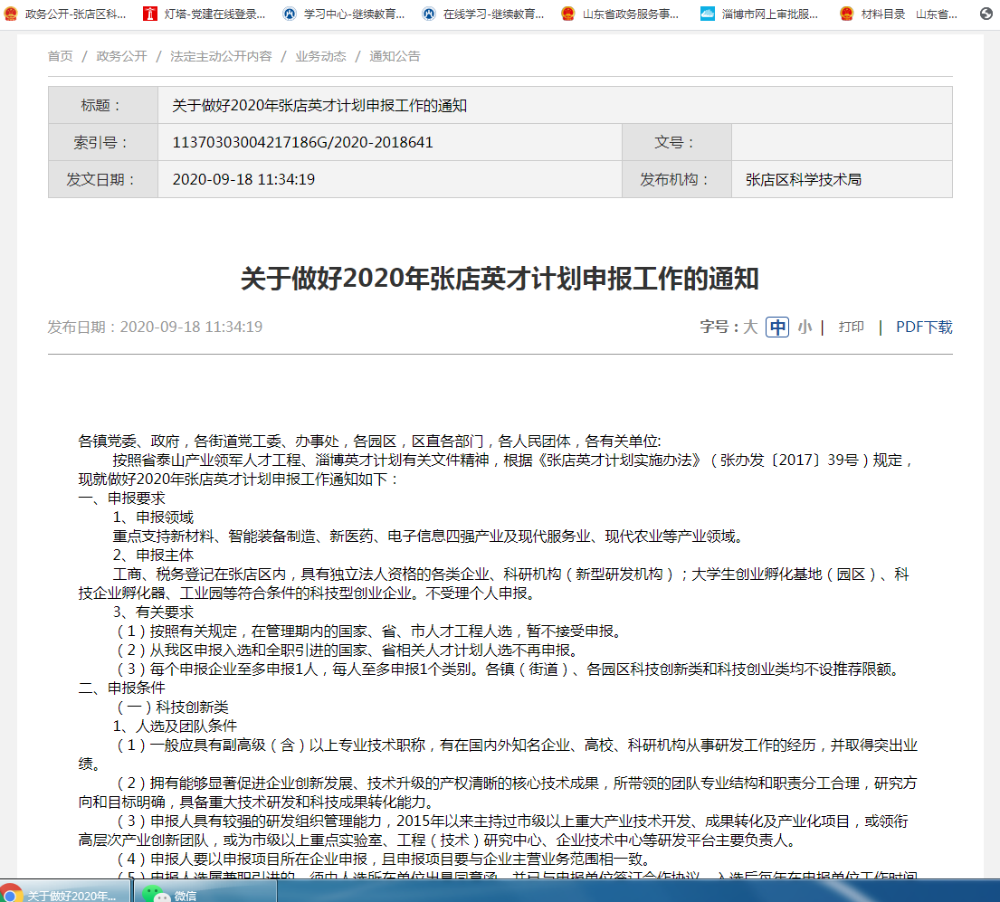 政务公开-张店区科... 灯塔-党建在线登录... 学习中心-继续教育... 在线学习-继续教育... 山东省政务服务事... 淄博市网上审批服... 材料目录 山东省...
首页 / 政务公开 / 法定主动公开内容 / 业务动态 / 通知公告
标题： 关于做好2020年张店英才计划申报工作的通知
索引号： 11370303004217186G/2020-2018641 文号：
发文日期： 2020-09-18 11:34:19 发布机构： 张店区科学技术局
关于做好2020年张店英才计划申报工作的通知
发布日期：2020-09-18 11:34:19 字号：大 中 小 | 打印 | PDF下载
各镇党委、政府，各街道党工委、办事处，各园区，区直各部门，各人民团体，各有关单位:
按照省泰山产业领军人才工程、淄博英才计划有关文件精神，根据《张店英才计划实施办法》（张办发〔2017〕39号）规定，
现就做好2020年张店英才计划申报工作通知如下：
一、申报要求
1、申报领域
重点支持新材料、智能装备制造、新医药、电子信息四强产业及现代服务业、现代农业等产业领域。
2、申报主体
工商、税务登记在张店区内，具有独立法人资格的各类企业、科研机构（新型研发机构）；大学生创业孵化基地（园区）、科
技企业孵化器、工业园等符合条件的科技型创业企业。不受理个人申报。
3、有关要求
（1）按照有关规定，在管理期内的国家、省、市人才工程人选，暂不接受申报。
（2）从我区申报入选和全职引进的国家、省相关人才计划人选不再申报。
（3）每个申报企业至多申报1人，每人至多申报1个类别。各镇（街道）、各园区科技创新类和科技创业类均不设推荐限额。
二、申报条件
（一）科技创新类
1、人选及团队条件
（1）一般应具有副高级（含）以上专业技术职称，有在国内外知名企业、高校、科研机构从事研发工作的经历，并取得突出业
绩。
（2）拥有能够显著促进企业创新发展、技术升级的产权清晰的核心技术成果，所带领的团队专业结构和职责分工合理，研究方
向和目标明确，具备重大技术研发和科技成果转化能力。
（3）申报人具有较强的研发组织管理能力，2015年以来主持过市级以上重大产业技术开发、成果转化及产业化项目，或领衔
高层次产业创新团队，或为市级以上重点实验室、工程（技术）研究中心、企业技术中心等研发平台主要负责人。
（4）申报人要以申报项目所在企业申报，且申报项目要与企业主营业务范围相一致。
（5）申报人选属兼职引进的，须由人选所在单位出具同意函，并已与申报单位签订合作协议，入选后每年在申报单位工作时间
关于做好2020年... 微信